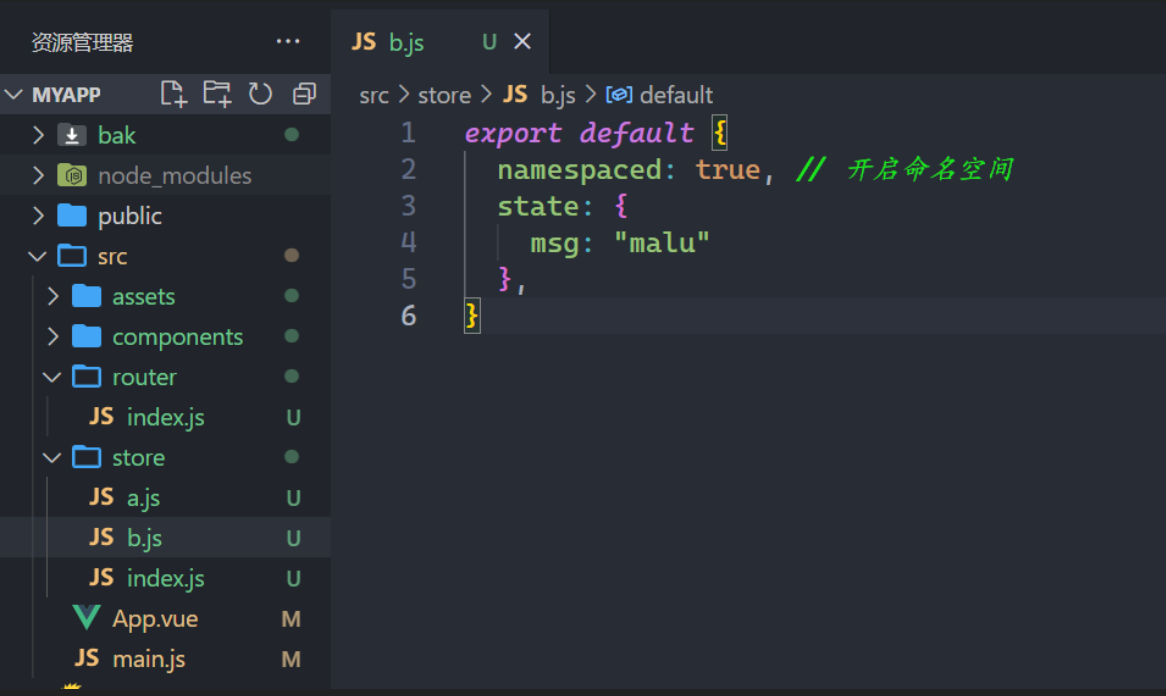 资源管理器 ···
JS b.js U ×
MYAPP
src > store > JS b.js > default
bak
node_modules
public
src
assets
components
router
JS index.js U
store
JS a.js U
JS b.js U
JS index.js U
App.vue M
JS main.js M
1 export default {
2 namespaced: true, // 开启命名空间
3 state: {
4 msg: "malu"
5 },
6 }